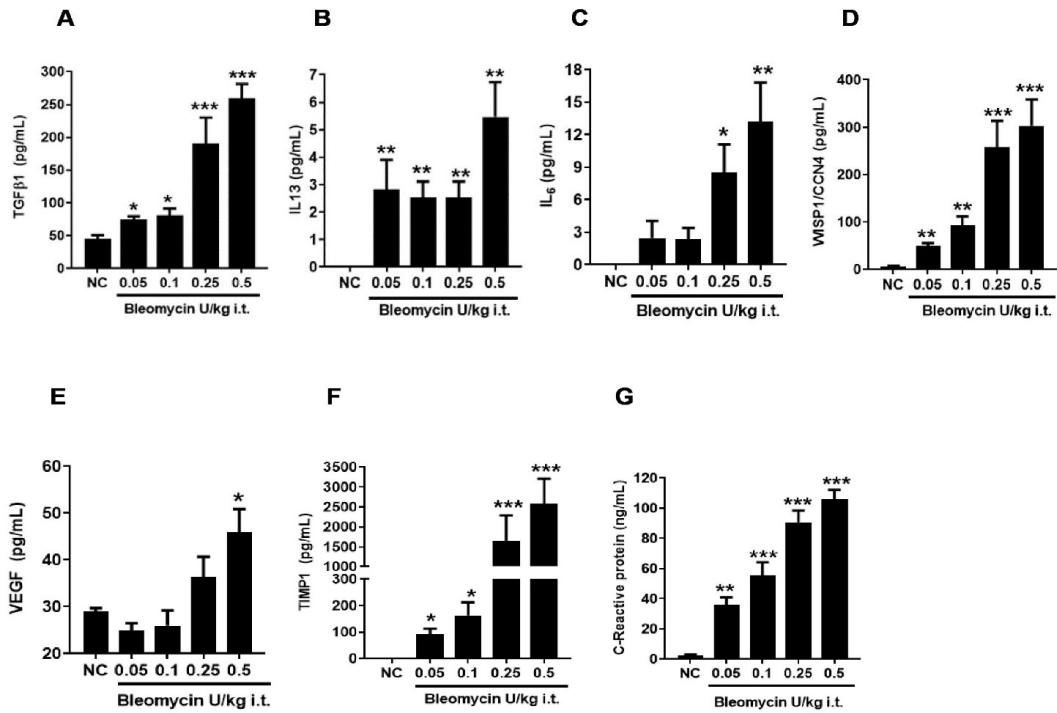 A
TGFβ1 (pg/mL)
300
250
200
150
100
50
0
* * *** ***
NC 0.05 0.1 0.25 0.5
Bleomycin U/kg i.t.
B
IL13 (pg/mL)
7
6
5
4
3
2
1
0
** ** ** **
NC 0.05 0.1 0.25 0.5
Bleomycin U/kg i.t.
C
IL6 (pg/mL)
18
15
12
9
6
3
0
* **
NC 0.05 0.1 0.25 0.5
Bleomycin U/kg i.t.
D
WISP1/CCN4 (pg/mL)
400
300
200
100
0
** ** *** ***
NC 0.05 0.1 0.25 0.5
Bleomycin U/kg i.t.
E
VEGF (pg/mL)
60
50
40
30
20
*
NC 0.05 0.1 0.25 0.5
Bleomycin U/kg i.t.
F
TIMP1 (pg/mL)
3500
3000
2500
2000
1500
1000
300
200
100
0
* * *** ***
NC 0.05 0.1 0.25 0.5
Bleomycin U/kg i.t.
G
C-Reactive protein (ng/mL)
120
100
80
60
40
20
0
** *** *** ***
NC 0.05 0.1 0.25 0.5
Bleomycin U/kg i.t.